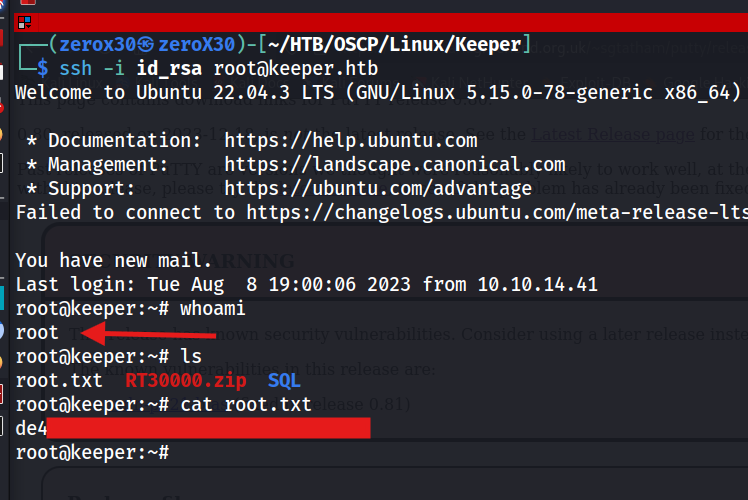 ┌──(zerox30㉿zeroX30)-[~/HTB/OSCP/Linux/Keeper]
└─$ ssh -i id_rsa root@keeper.htb
Welcome to Ubuntu 22.04.3 LTS (GNU/Linux 5.15.0-78-generic x86_64)
* Documentation: https://help.ubuntu.com
* Management: https://landscape.canonical.com
* Support: https://ubuntu.com/advantage
Failed to connect to https://changelogs.ubuntu.com/meta-release-lts
You have new mail.
Last login: Tue Aug 8 19:00:06 2023 from 10.10.14.41
root@keeper:~# whoami
root
root@keeper:~# ls
root.txt RT30000.zip SQL
root@keeper:~# cat root.txt
de4
root@keeper:~#